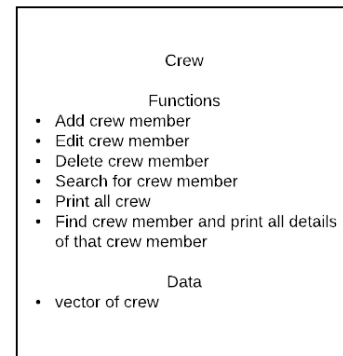 Crew
Functions
• Add crew member
• Edit crew member
• Delete crew member
• Search for crew member
• Print all crew
• Find crew member and print all details
of that crew member
Data
• vector of crew